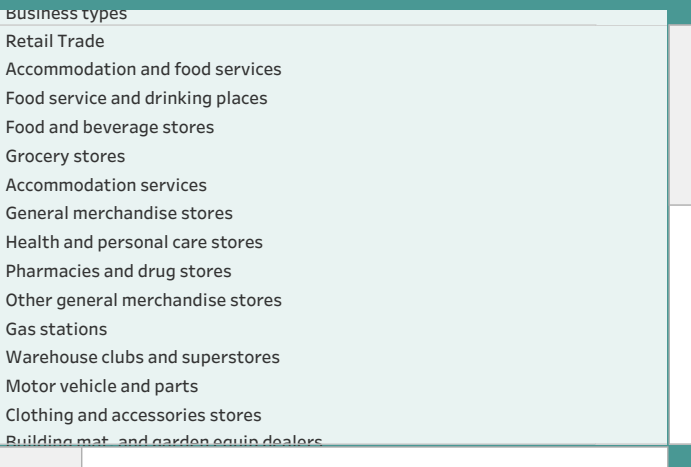 Business types
Retail Trade
Accommodation and food services
Food service and drinking places
Food and beverage stores
Grocery stores
Accommodation services
General merchandise stores
Health and personal care stores
Pharmacies and drug stores
Other general merchandise stores
Gas stations
Warehouse clubs and superstores
Motor vehicle and parts
Clothing and accessories stores
Building mat. and garden equip dealers